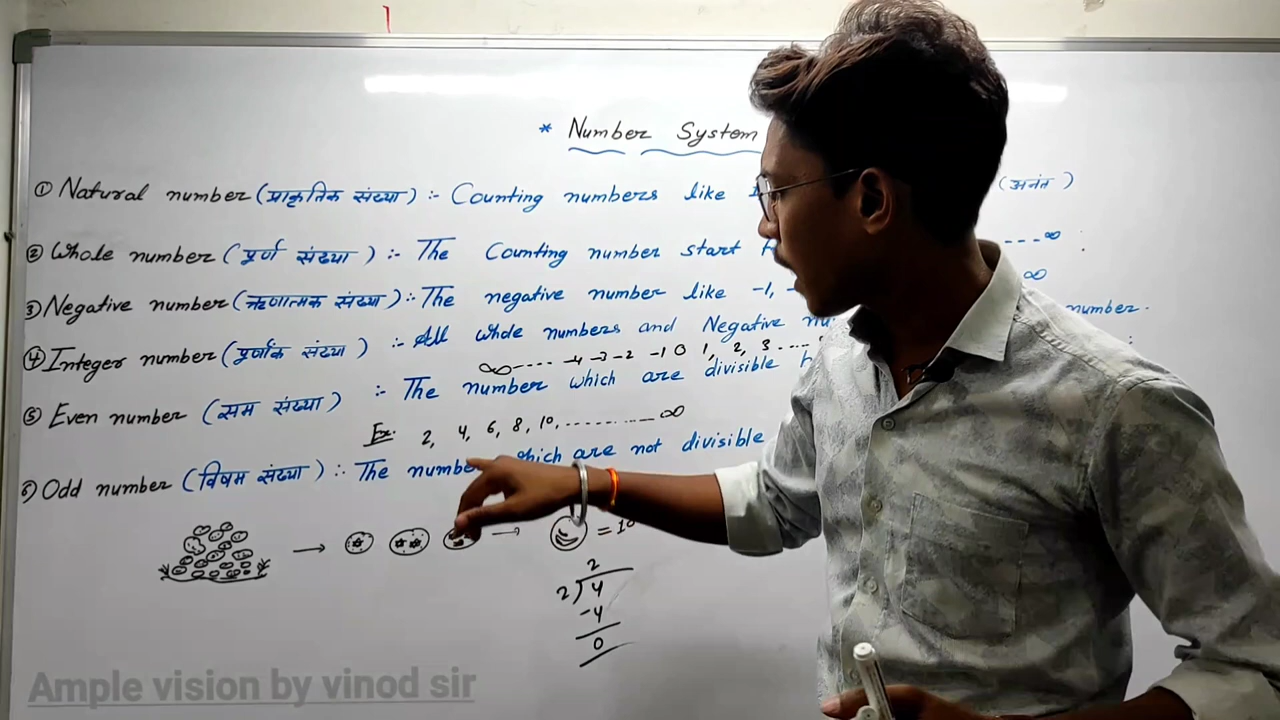 * Number System
① Natural number (प्राकृतिक संख्या) :- Counting numbers like (अनंत)
② Whole number (पूर्ण संख्या) :- The Counting number start ---∞ :
③ Negative number (ऋणात्मक संख्या) :- The negative number like -1, ∞
④ Integer number (पूर्णांक संख्या) :- All whole numbers and Negative number.
∞---- -4 -3 -2 -1 0 1, 2, 3 ----
⑤ Even number (सम संख्या) :- The number which are divisible :
Ex. 2, 4, 6, 8, 10, ----------∞
⑥ Odd number (विषम संख्या) :- The which are not divisible
→ → = 10
2
2)4
-4
0
Ample vision by vinod sir